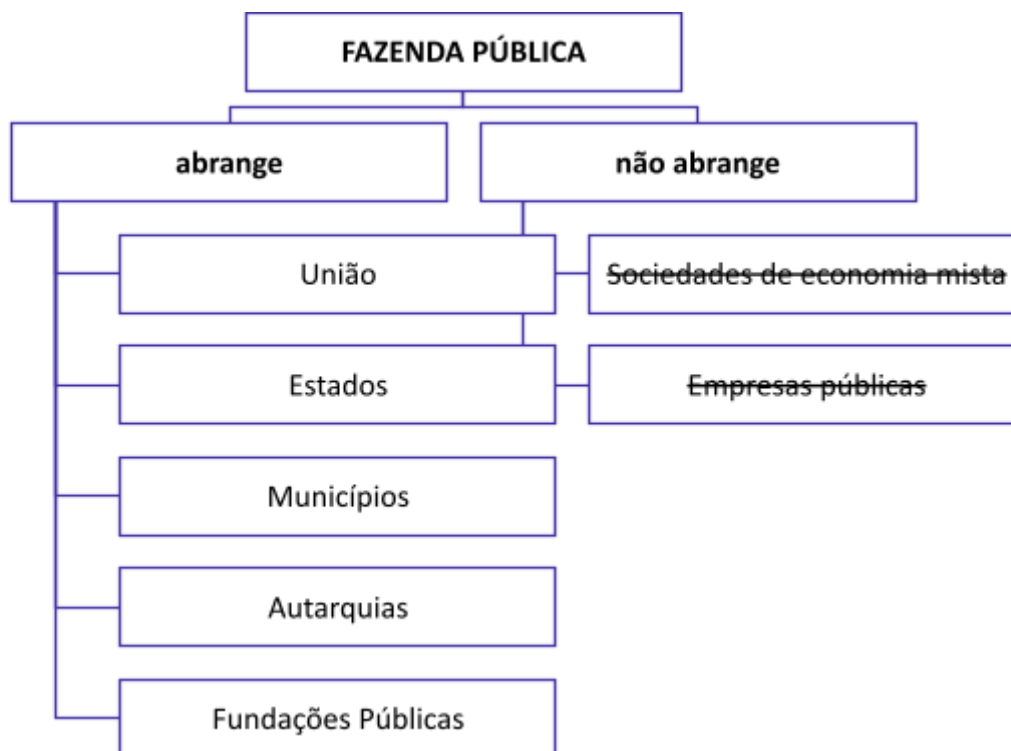 FAZENDA PÚBLICA
abrange
não abrange
União
Sociedades de economia mista
Estados
Empresas públicas
Municípios
Autarquias
Fundações Públicas